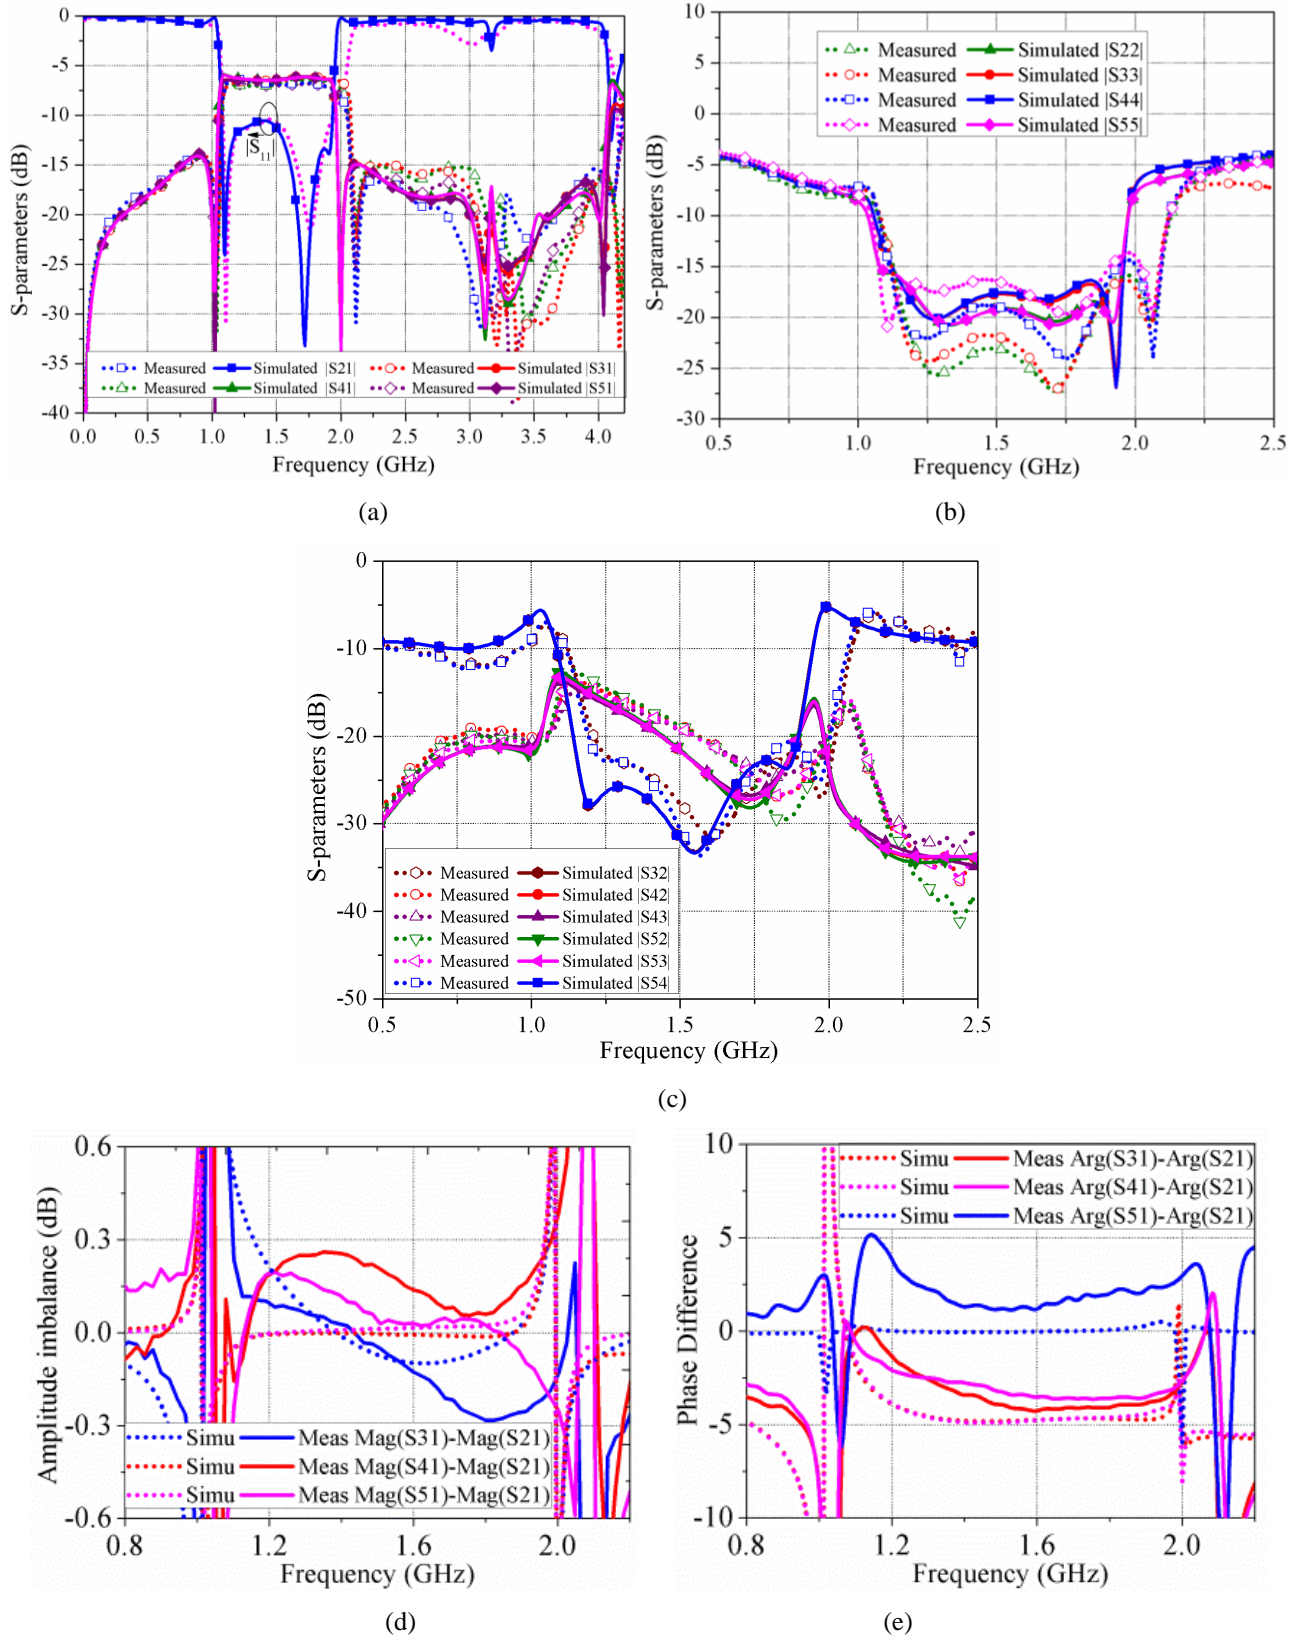 0
-5
-10
-15
-20
-25
-30
-35
-40
S-parameters (dB)
|S11|
Measured Simulated |S21| Measured Simulated |S31|
Measured Simulated |S41| Measured Simulated |S51|
0.0 0.5 1.0 1.5 2.0 2.5 3.0 3.5 4.0
Frequency (GHz)
(a)
10
5
0
-5
-10
-15
-20
-25
-30
S-parameters (dB)
Measured Simulated |S22|
Measured Simulated |S33|
Measured Simulated |S44|
Measured Simulated |S55|
0.5 1.0 1.5 2.0 2.5
Frequency (GHz)
(b)
0
-10
-20
-30
-40
-50
S-parameters (dB)
Measured Simulated |S32|
Measured Simulated |S42|
Measured Simulated |S43|
Measured Simulated |S52|
Measured Simulated |S53|
Measured Simulated |S54|
0.5 1.0 1.5 2.0 2.5
Frequency (GHz)
(c)
0.6
0.3
0.0
-0.3
-0.6
Amplitude imbalance (dB)
Simu Meas Mag(S31)-Mag(S21)
Simu Meas Mag(S41)-Mag(S21)
Simu Meas Mag(S51)-Mag(S21)
0.8 1.2 1.6 2.0
Frequency (GHz)
(d)
10
5
0
-5
-10
Phase Difference
Simu Meas Arg(S31)-Arg(S21)
Simu Meas Arg(S41)-Arg(S21)
Simu Meas Arg(S51)-Arg(S21)
0.8 1.2 1.6 2.0
Frequency (GHz)
(e)